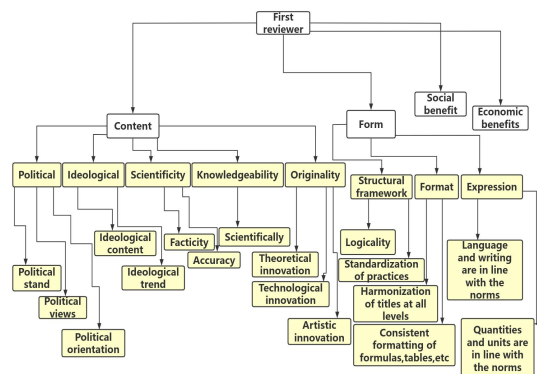 First
reviewer
Social
benefit
Economic
benefits
Content
Form
Political
Ideological
Scientificity
Knowledgeability
Originality
Structural
framework
Format
Expression
Ideological
content
Facticity
Scientifically
Accuracy
Logicality
Language
and writing
are in line
with the
norms
Political
stand
Ideological
trend
Theoretical
innovation
Standardization
of practices
Technological
innovation
Harmonization
of titles at all
levels
Political
views
Political
orientation
Artistic
innovation
Consistent
formatting of
formulas,tables,etc
Quantities
and units are
in line with
the norms